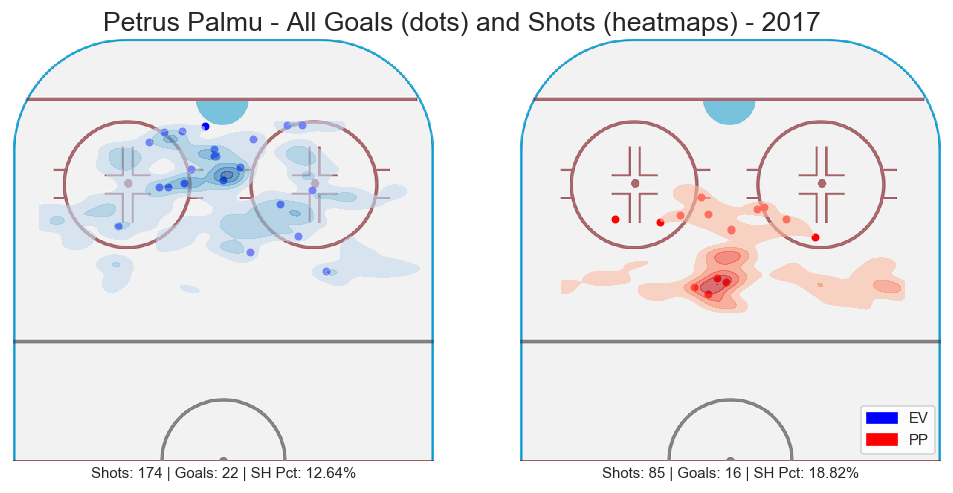 Petrus Palmu - All Goals (dots) and Shots (heatmaps) - 2017
EV
PP
Shots: 174 | Goals: 22 | SH Pct: 12.64%
Shots: 85 | Goals: 16 | SH Pct: 18.82%